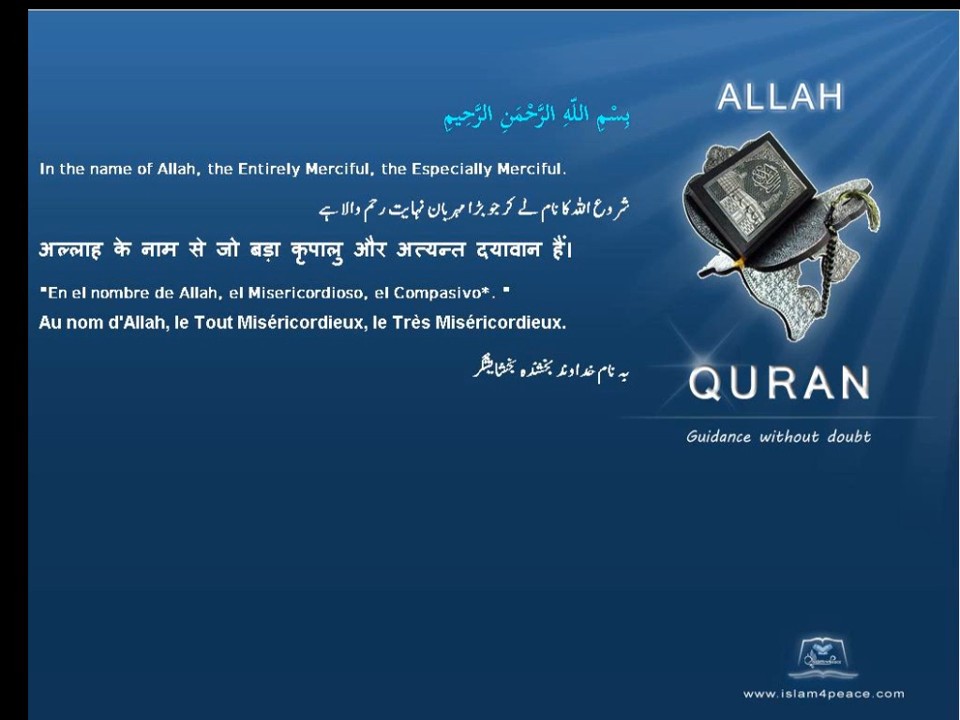 بِسْمِ اللَّهِ الرَّحْمَنِ الرَّحِيمِ
In the name of Allah, the Entirely Merciful, the Especially Merciful.
شروع الله کا نام لے کر جو بڑا مہربان نہایت رحم والا ہے
अल्लाह के नाम से जो बड़ा कृपालु और अत्यन्त दयावान हैं।
"En el nombre de Allah, el Misericordioso, el Compasivo*. "
Au nom d'Allah, le Tout Miséricordieux, le Très Miséricordieux.
به نام خداوند بخشنده بخشایشگر
ALLAH
QURAN
Guidance without doubt
www.islam4peace.com